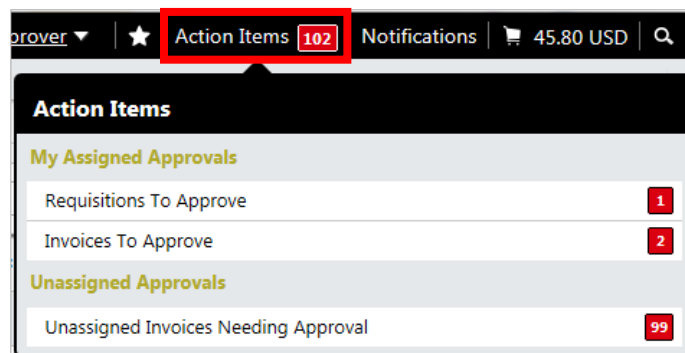 prover ▼ | ★ Action Items 102 Notifications | 45.80 USD |
Action Items
My Assigned Approvals
Requisitions To Approve 1
Invoices To Approve 2
Unassigned Approvals
Unassigned Invoices Needing Approval 99